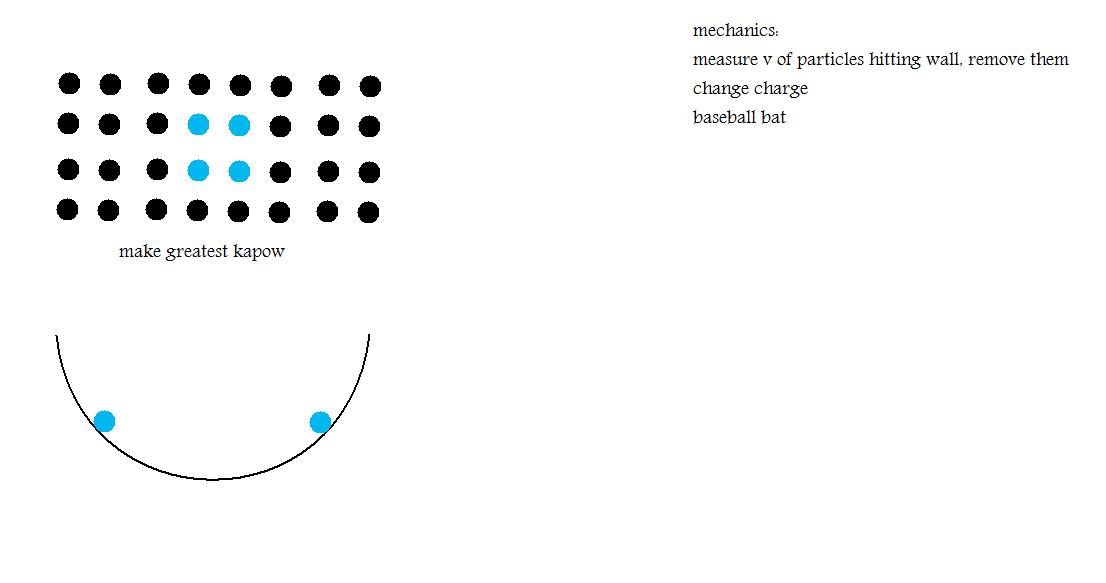 mechanics:
measure v of particles hitting wall, remove them
change charge
baseball bat
make greatest kapow